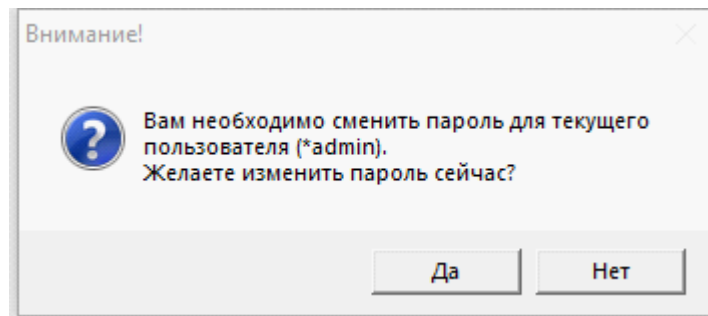 Внимание!
Вам необходимо сменить пароль для текущего
пользователя (*admin).
Желаете изменить пароль сейчас?
Да
Нет